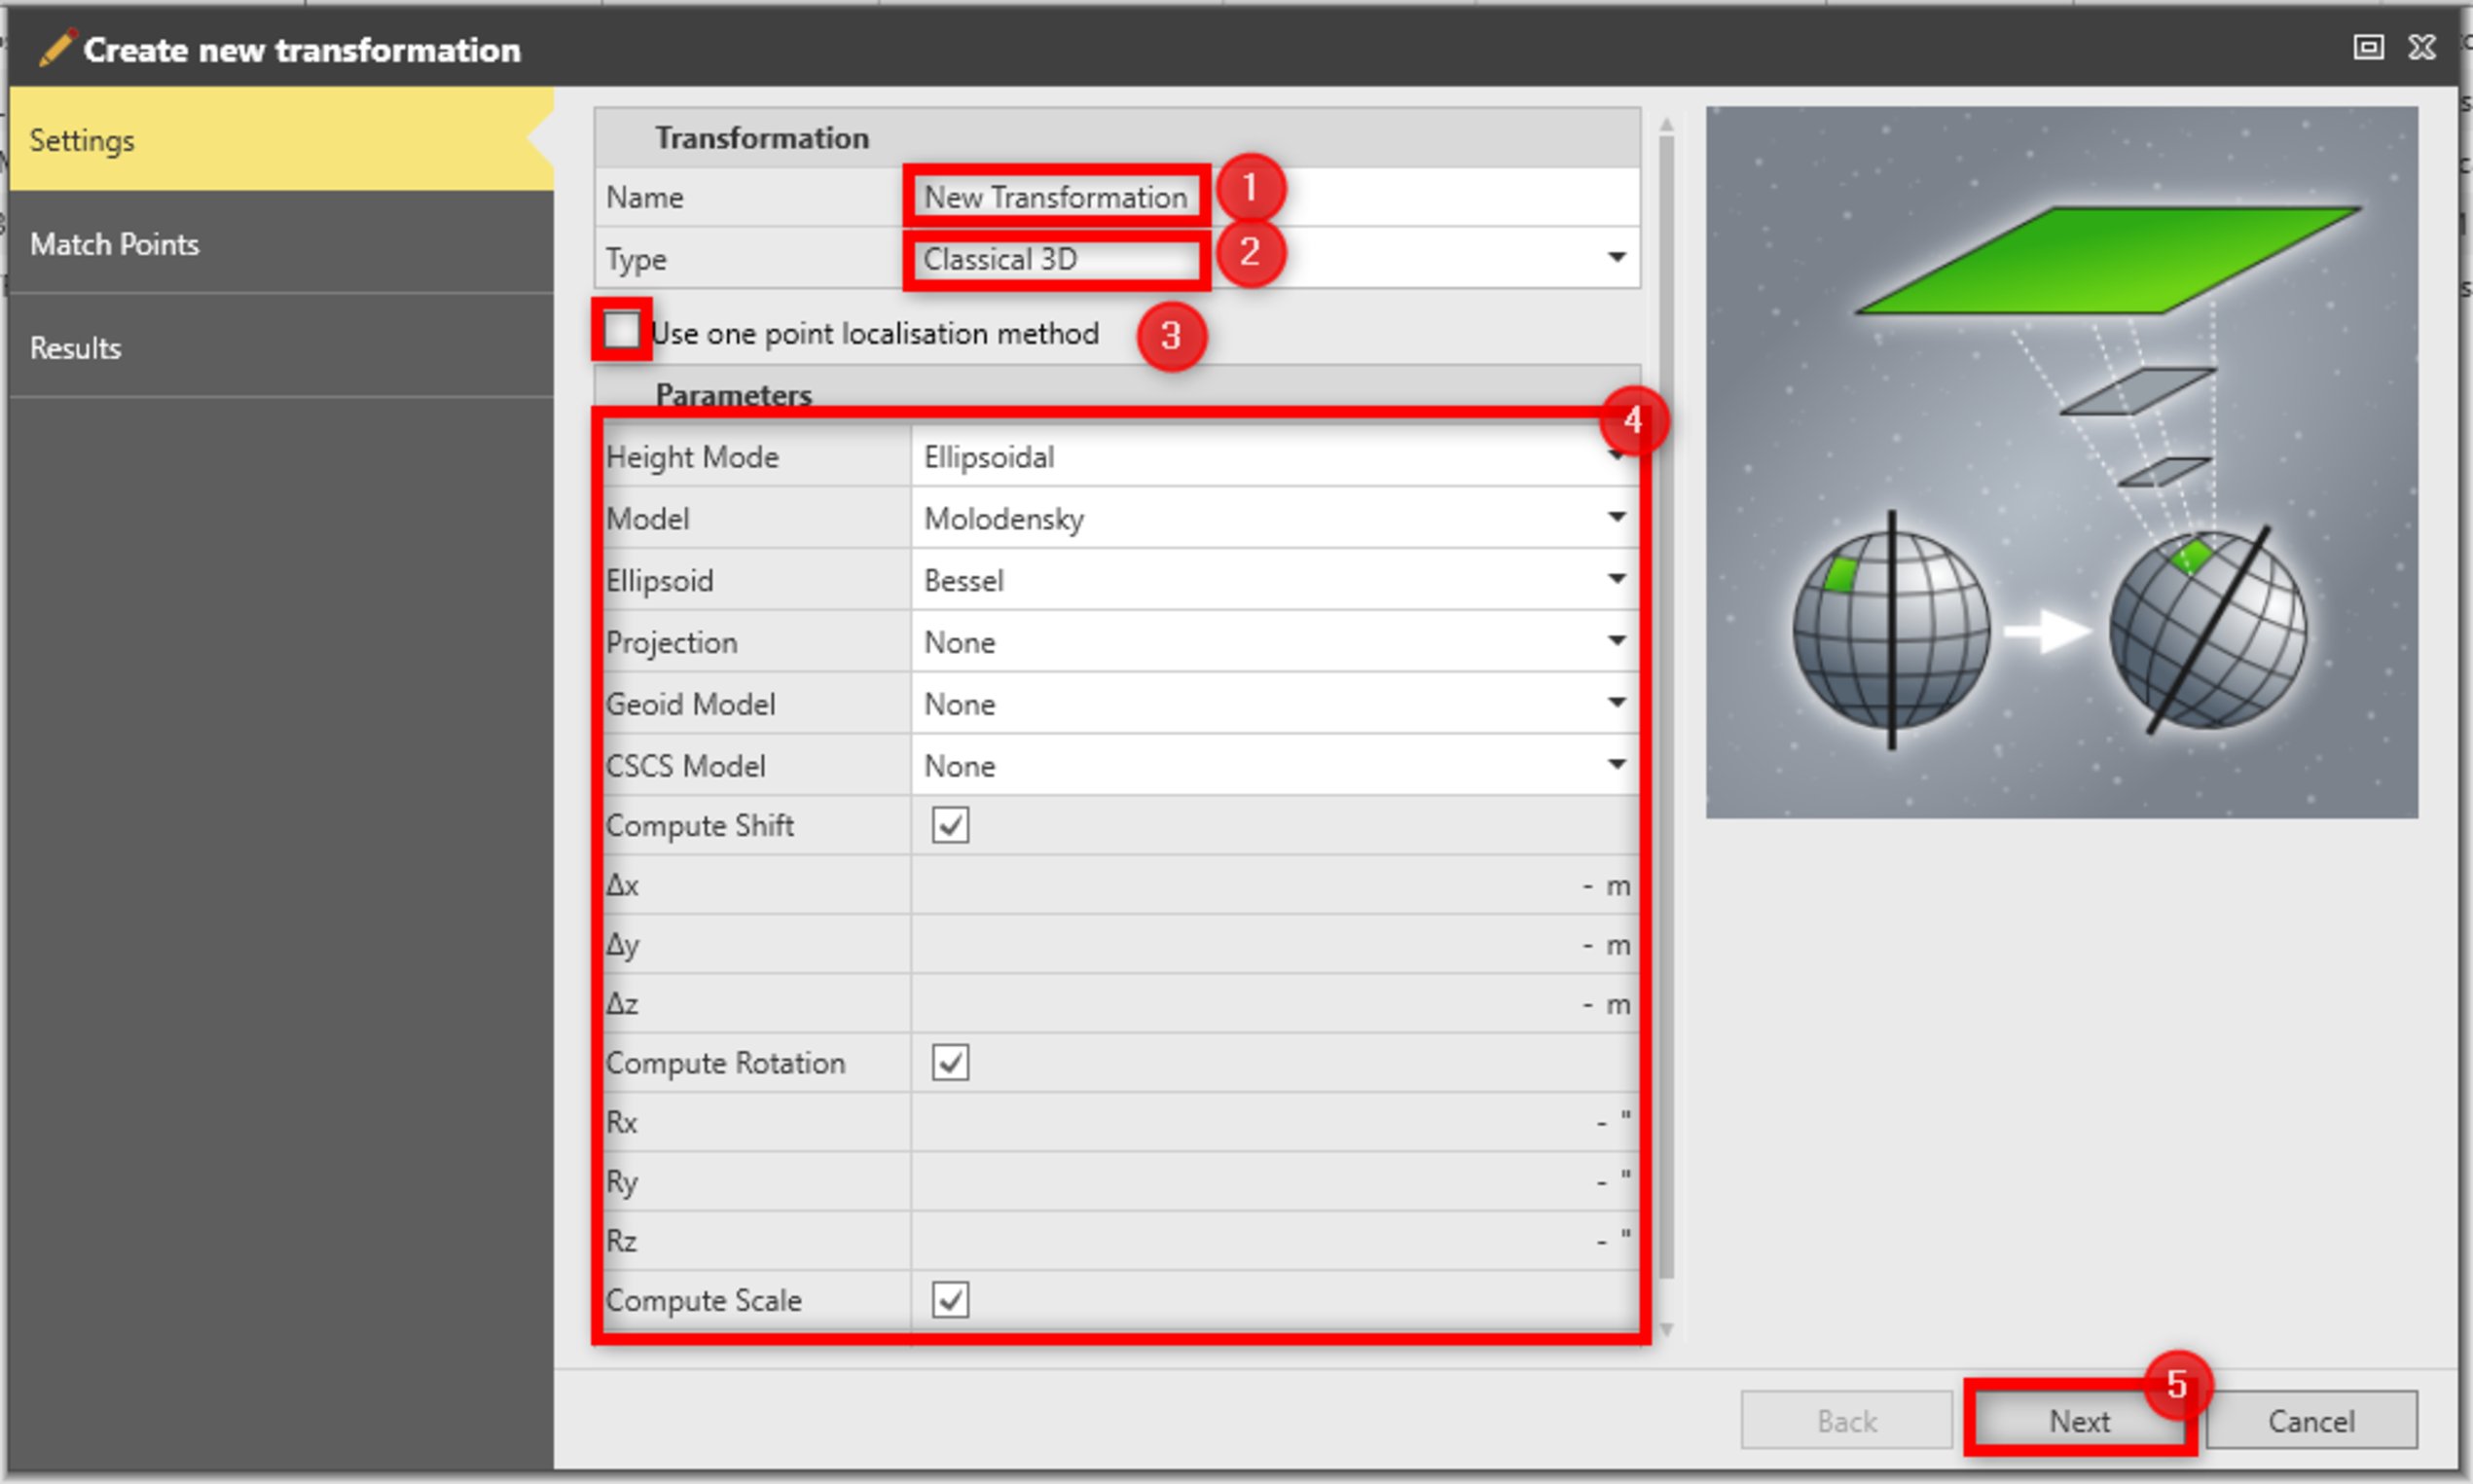 Create new transformation
Settings
Match Points
Results
Transformation
Name New Transformation 1
Type Classical 3D 2
Use one point localisation method 3
Parameters 4
Height Mode Ellipsoidal
Model Molodensky
Ellipsoid Bessel
Projection None
Geoid Model None
CSCS Model None
Compute Shift
Δx - m
Δy - m
Δz - m
Compute Rotation
Rx - "
Ry - "
Rz - "
Compute Scale
5
Back Next Cancel